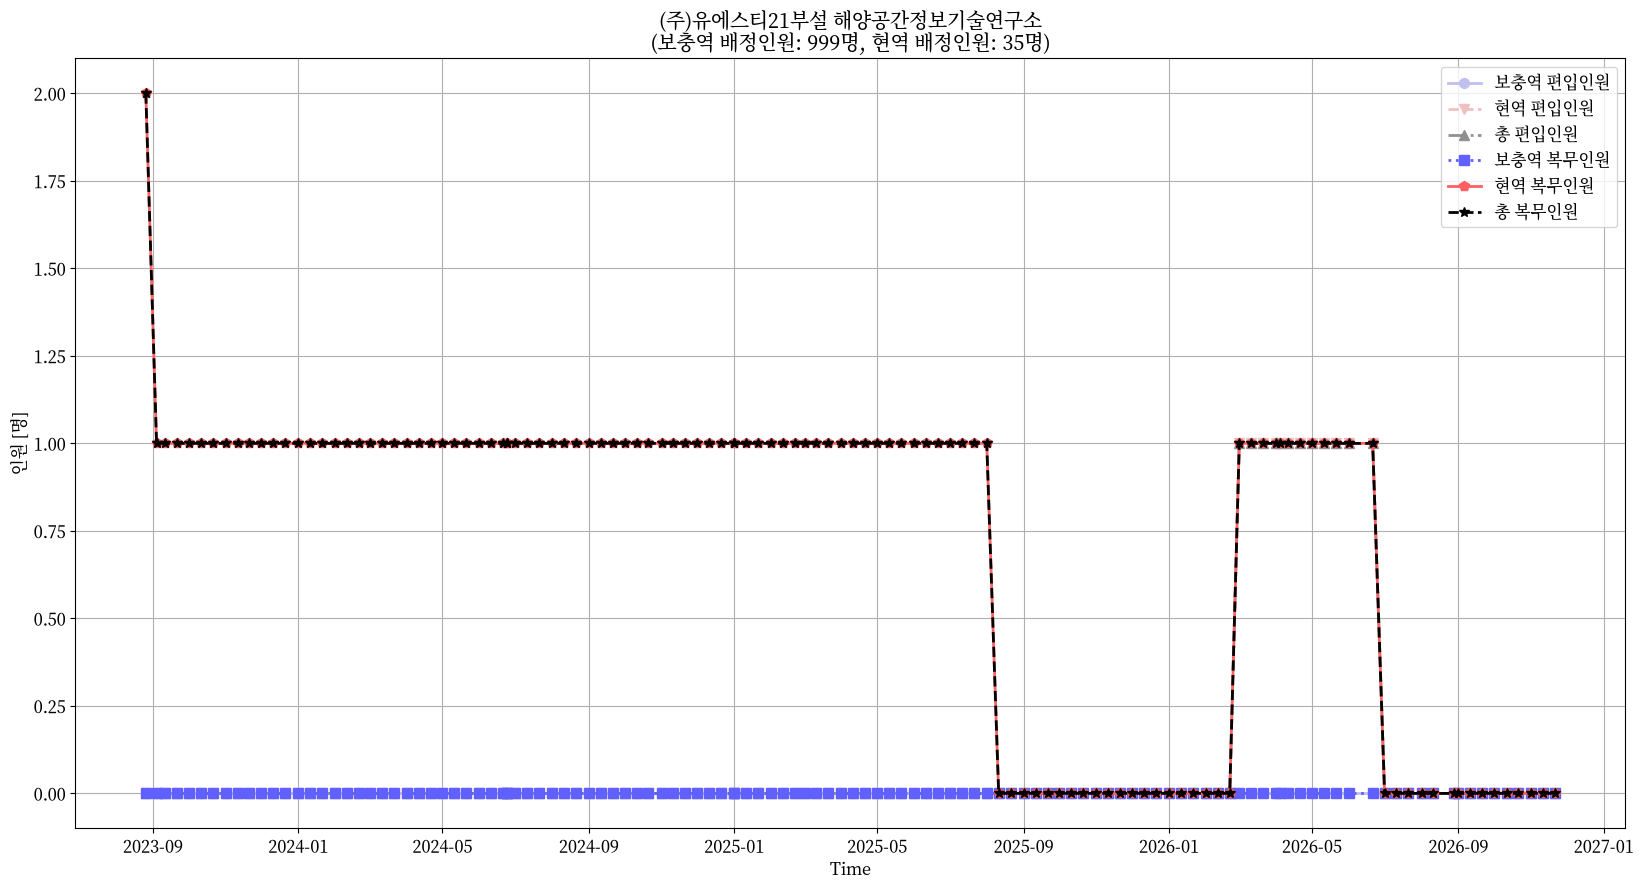 (주)유에스티21부설 해양공간정보기술연구소
(보충역 배정인원: 999명, 현역 배정인원: 35명)
보충역 편입인원
현역 편입인원
총 편입인원
보충역 복무인원
현역 복무인원
총 복무인원
인원 [명]
2.00
1.75
1.50
1.25
1.00
0.75
0.50
0.25
0.00
2023-09 2024-01 2024-05 2024-09 2025-01 2025-05 2025-09 2026-01 2026-05 2026-09 2027-01
Time